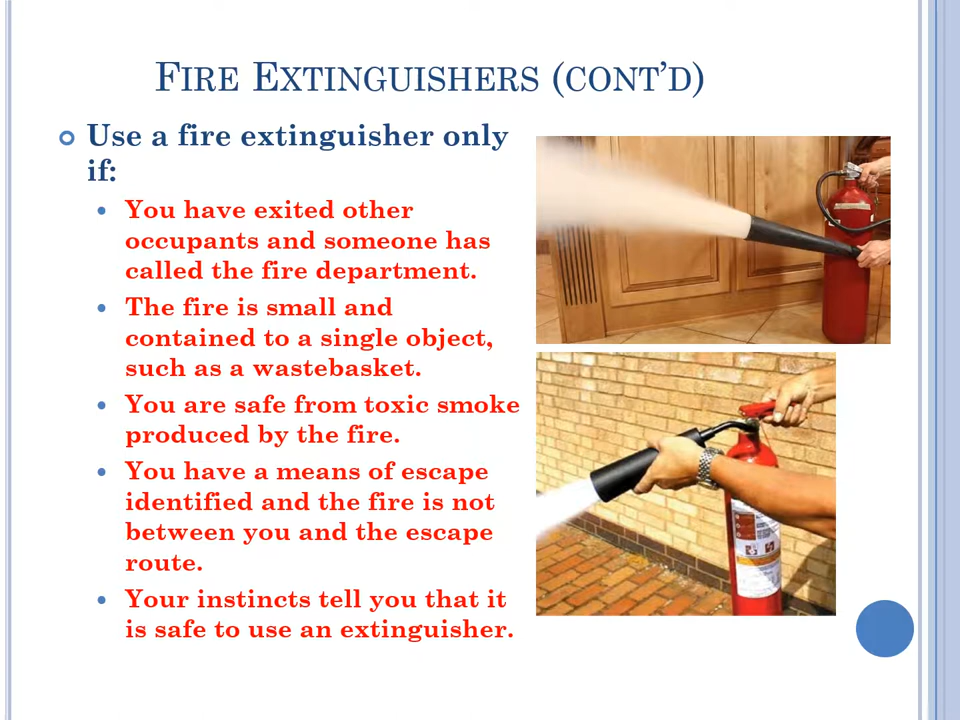 FIRE EXTINGUISHERS (CONT'D)
Use a fire extinguisher only
if:
You have exited other
occupants and someone has
called the fire department.
The fire is small and
contained to a single object,
such as a wastebasket.
You are safe from toxic smoke
produced by the fire.
You have a means of escape
identified and the fire is not
between you and the escape
route.
Your instincts tell you that it
is safe to use an extinguisher.